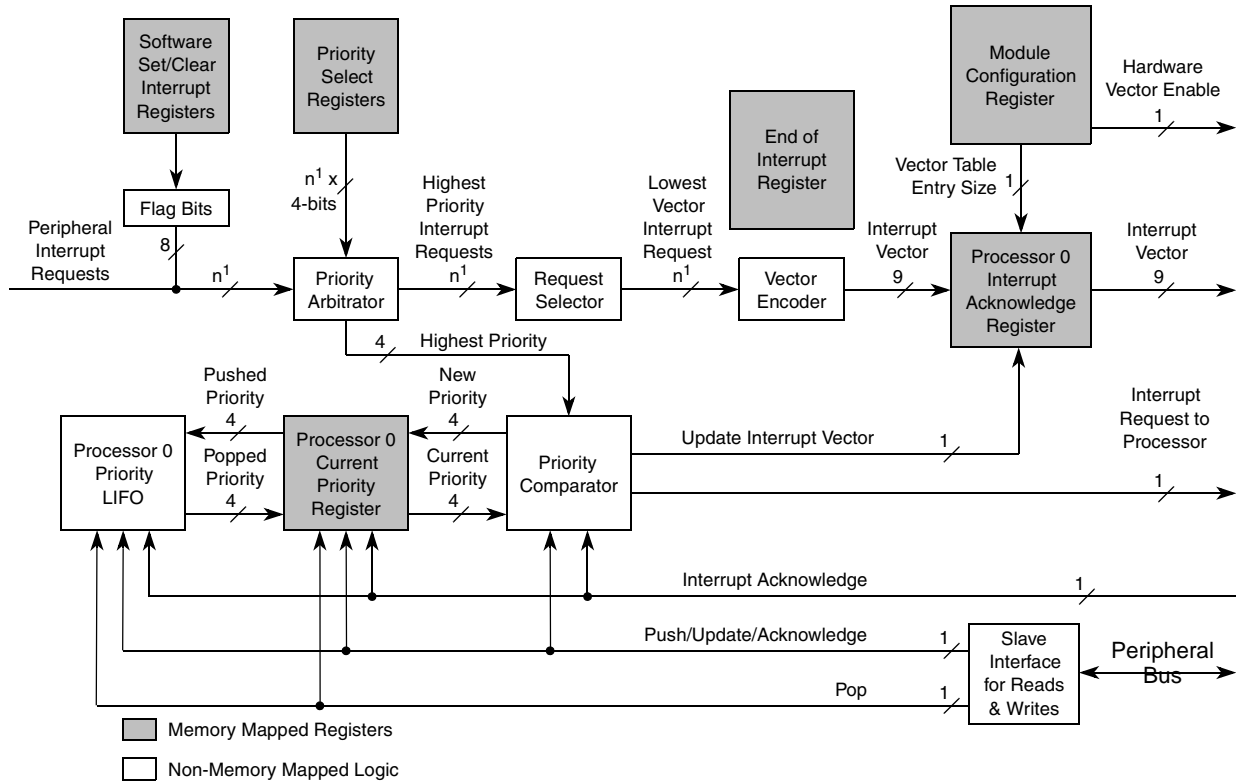 Software
Set/Clear
Interrupt
Registers
Priority
Select
Registers
Module
Configuration
Register
Hardware
Vector Enable
1
End of
Interrupt
Register
Vector Table
Entry Size
1
n¹ x
4-bits
Highest
Priority
Interrupt
Requests
n¹
Lowest
Vector
Interrupt
Request
n¹
Flag Bits
8
Peripheral
Interrupt
Requests
n¹
Priority
Arbitrator
Request
Selector
Vector
Encoder
Interrupt
Vector
9
Processor 0
Interrupt
Acknowledge
Register
Interrupt
Vector
9
4
Highest Priority
Pushed
Priority
4
New
Priority
4
Processor 0
Priority
LIFO
Popped
Priority
4
Processor 0
Current
Priority
Register
Current
Priority
4
Priority
Comparator
Update Interrupt Vector
1
Interrupt
Request to
Processor
1
Interrupt Acknowledge
1
Push/Update/Acknowledge
1
Pop
1
Slave
Interface
for Reads
& Writes
Peripheral
Bus
Memory Mapped Registers
Non-Memory Mapped Logic